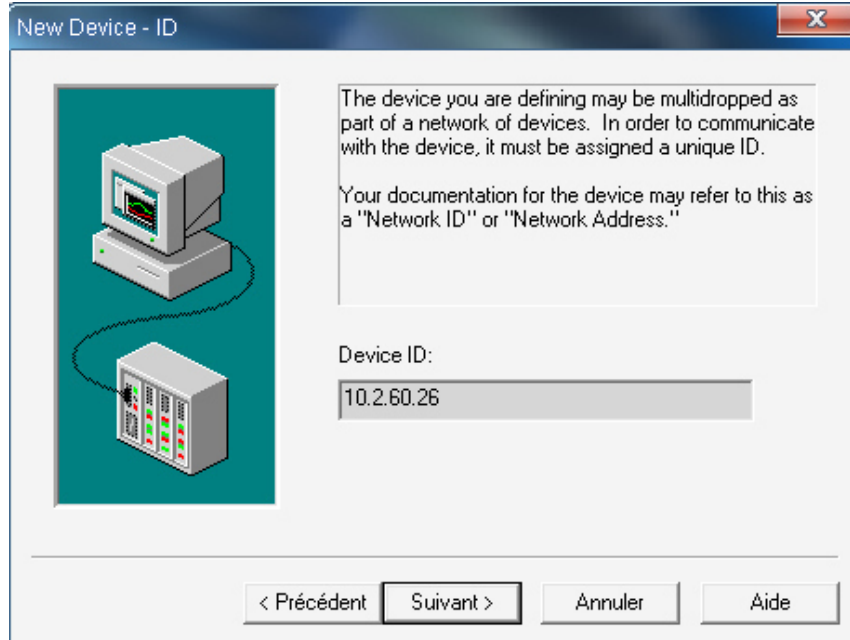 New Device - ID
The device you are defining may be multidropped as
part of a network of devices.  In order to communicate
with the device, it must be assigned a unique ID.
Your documentation for the device may refer to this as
a "Network ID" or "Network Address."
Device ID:
10.2.60.26
< Précédent
Suivant >
Annuler
Aide